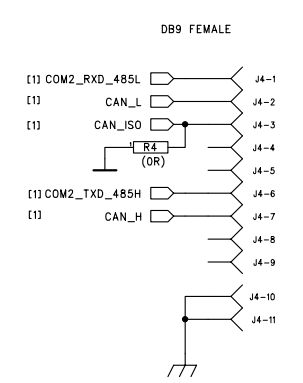 DB9 FEMALE
[1] COM2_RXD_485L J4-1
[1] CAN_L J4-2
[1] CAN_ISO J4-3
1 R4 J4-4
(0R)
J4-5
[1] COM2_TXD_485H J4-6
[1] CAN_H J4-7
J4-8
J4-9
J4-10
J4-11